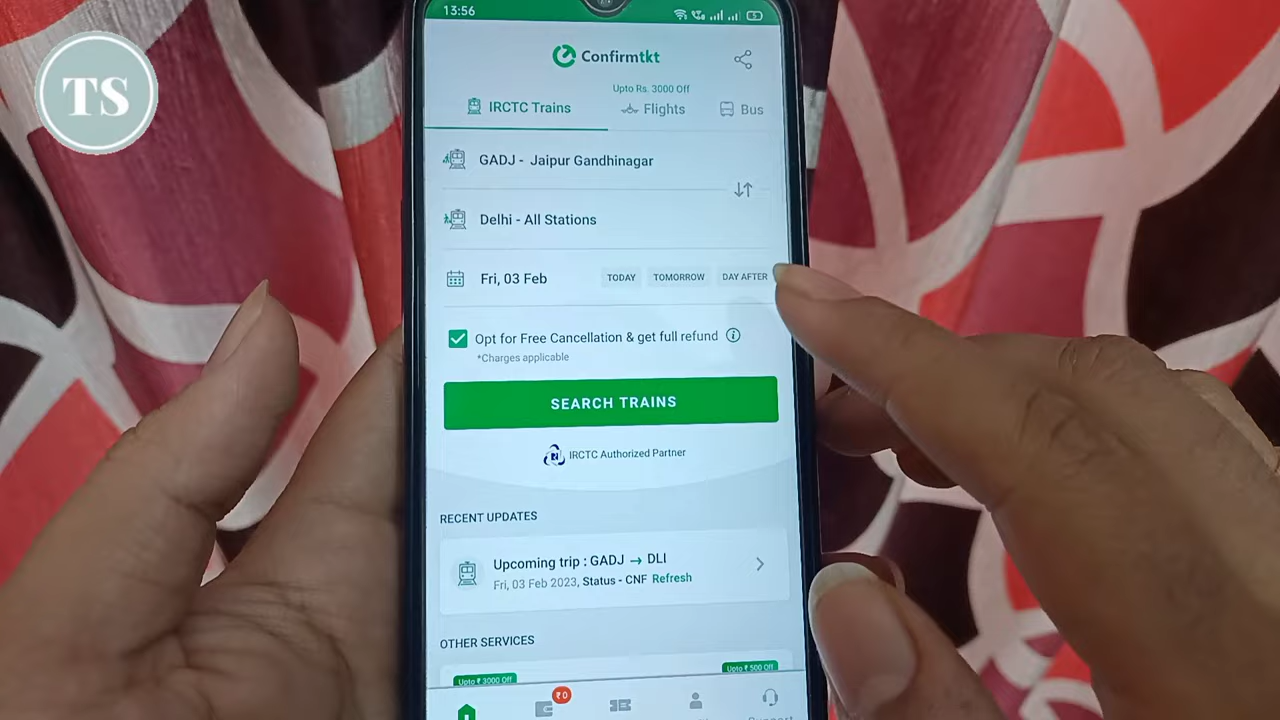 13:56
TS
Confirmtkt
Upto Rs. 3000 Off
IRCTC Trains Flights Bus
GADJ - Jaipur Gandhinagar
Delhi - All Stations
Fri, 03 Feb TODAY TOMORROW DAY AFTER
Opt for Free Cancellation & get full refund
*Charges applicable
SEARCH TRAINS
IRCTC Authorized Partner
RECENT UPDATES
Upcoming trip : GADJ → DLI
Fri, 03 Feb 2023, Status - CNF Refresh
OTHER SERVICES
Upto ₹ 3000 Off Upto ₹ 500 Off
₹0